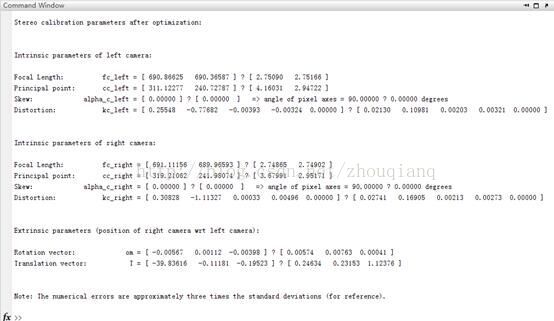 Command Window
Stereo calibration parameters after optimization:
Intrinsic parameters of left camera:
Focal Length: fc_left = [ 690.86625 690.36587 ] ? [ 2.75090 2.75166 ]
Principal point: cc_left = [ 311.12277 240.72787 ] ? [ 4.16031 2.94722 ]
Skew: alpha_c_left = [ 0.00000 ] ? [ 0.00000 ] => angle of pixel axes = 90.00000 ? 0.00000 degrees
Distortion: kc_left = [ 0.25548 -0.77682 -0.00393 -0.00324 0.00000 ] ? [ 0.02130 0.10981 0.00203 0.00321 0.00000 ]
Intrinsic parameters of right camera:
Focal Length: fc_right = [ 691.11156 689.96593 ] ? [ 2.74865 2.74902 ]
Principal point: cc_right = [ 319.21062 241.98074 ] ? [ 3.67991 2.95171 ]
Skew: alpha_c_right = [ 0.00000 ] ? [ 0.00000 ] => angle of pixel axes = 90.00000 ? 0.00000 degrees
Distortion: kc_right = [ 0.30828 -1.11327 0.00033 0.00496 0.00000 ] ? [ 0.02741 0.16905 0.00213 0.00273 0.00000 ]
Extrinsic parameters (position of right camera wrt left camera):
Rotation vector: om = [ -0.00567 0.00112 -0.00398 ] ? [ 0.00574 0.00763 0.00041 ]
Translation vector: T = [ -39.83616 -0.11181 -0.19523 ] ? [ 0.24634 0.23153 1.12376 ]
Note: The numerical errors are approximately three times the standard deviations (for reference).
fx >>